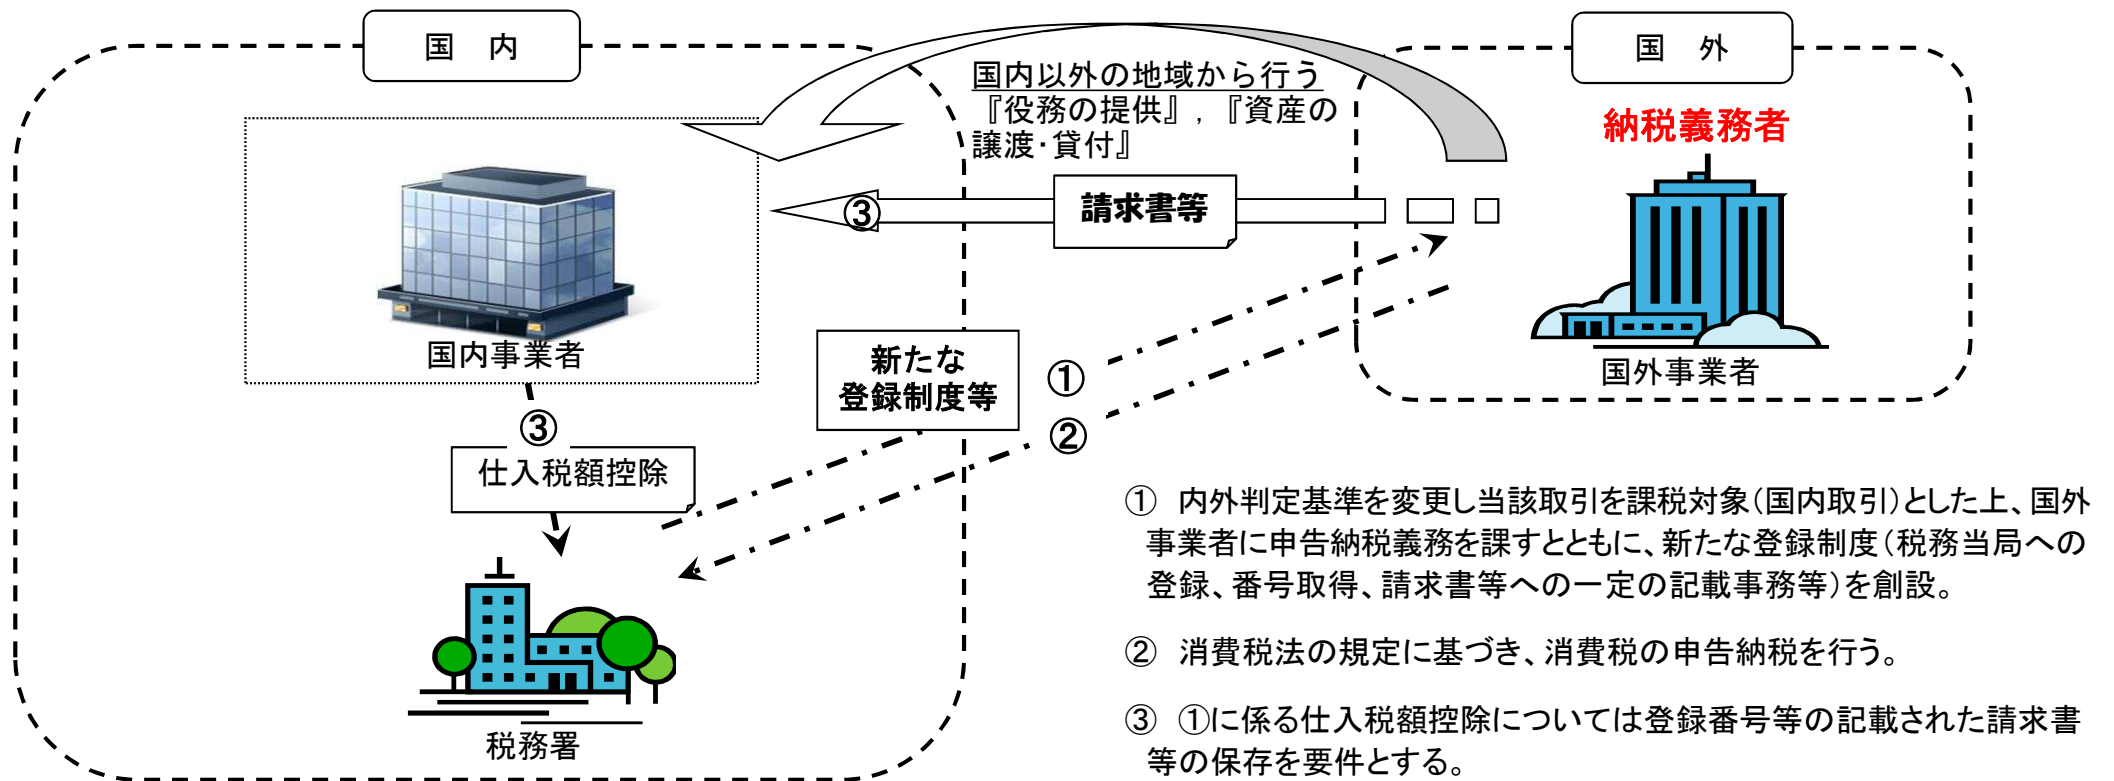 国　内
国　外
国内以外の地域から行う
『役務の提供』，『資産の
譲渡・貸付』
納税義務者
③
請求書等
国内事業者
国外事業者
新たな
登録制度等
①
②
③
仕入税額控除
税務署
①　内外判定基準を変更し当該取引を課税対象（国内取引）とした上、国外
事業者に申告納税義務を課すとともに、新たな登録制度（税務当局への
登録、番号取得、請求書等への一定の記載事務等）を創設。
②　消費税法の規定に基づき、消費税の申告納税を行う。
③　①に係る仕入税額控除については登録番号等の記載された請求書
等の保存を要件とする。